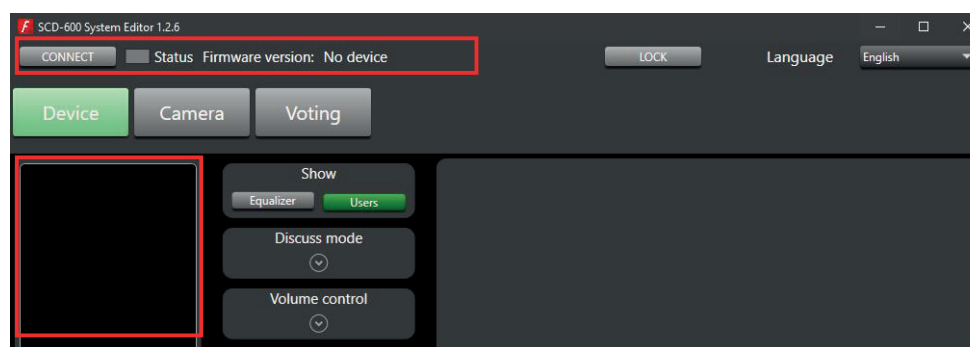 SCD-600 System Editor 1.2.6
CONNECT Status Firmware version: No device LOCK Language English
Device Camera Voting
Show
Equalizer Users
Discuss mode
Volume control